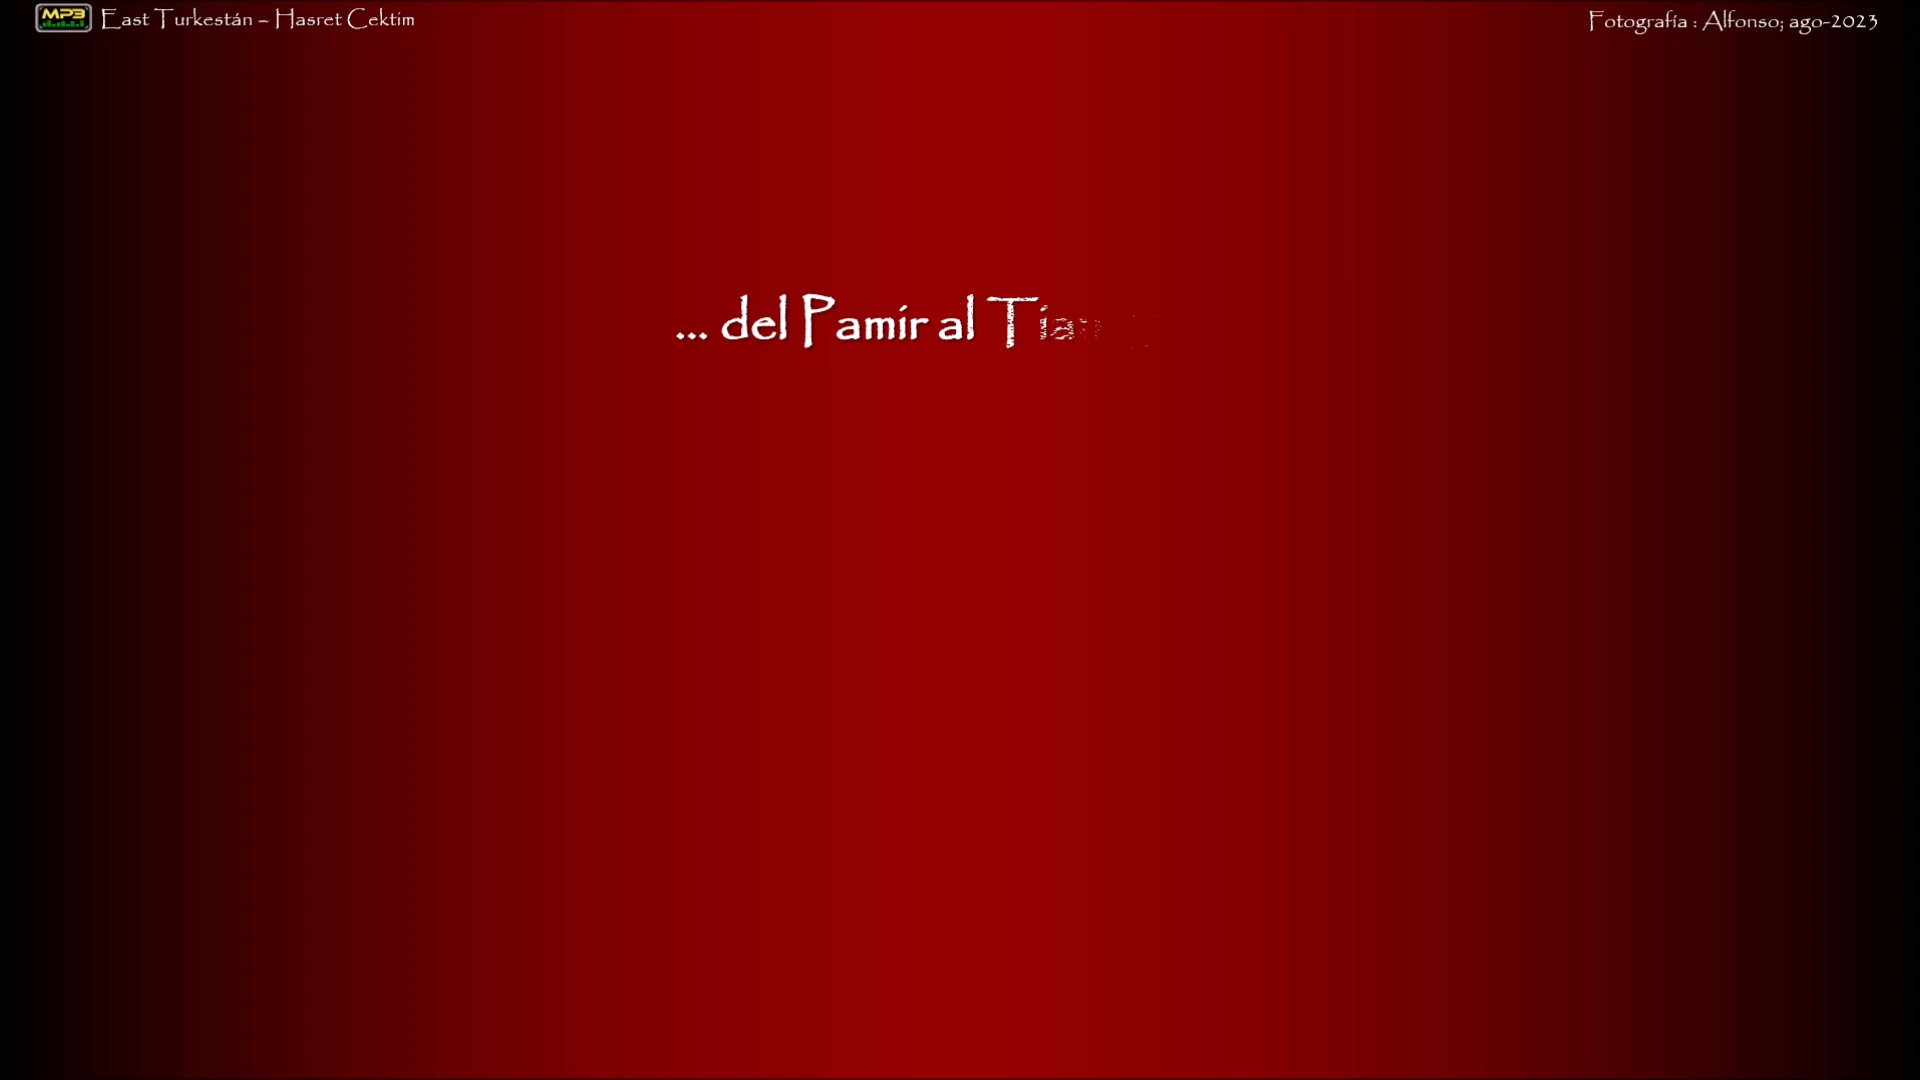 MP3 East Turkestán – Hasret Cektim
Fotografía : Alfonso; ago-2023
... del Pamir al